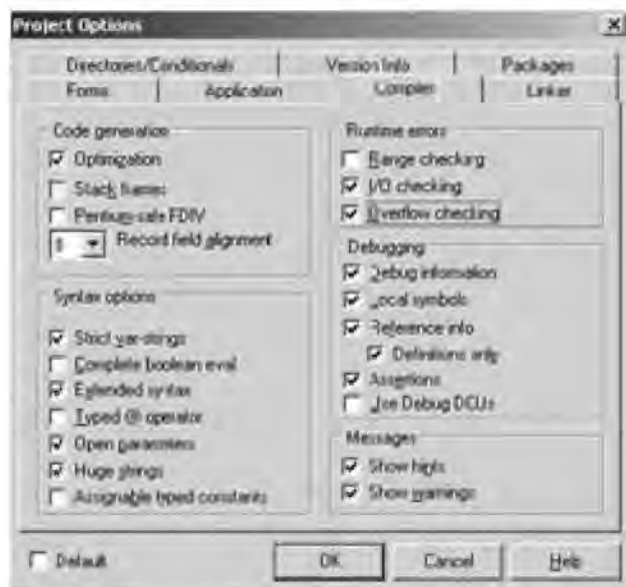 Project Options
Directories/Conditionals
Version Info
Packages
Forms
Application
Compiler
Linker
Code generation
Optimization
Stack frames
Pentium-safe FDIV
8 Record field alignment
Syntax options
Strict var-strings
Complete boolean eval
Extended syntax
Typed @ operator
Open parameters
Huge strings
Assignable typed constants
Runtime errors
Range checking
I/O checking
Overflow checking
Debugging
Debug information
Local symbols
Reference info
Definitions only
Assertions
Use Debug DCUs
Messages
Show hints
Show warnings
Default
OK
Cancel
Help